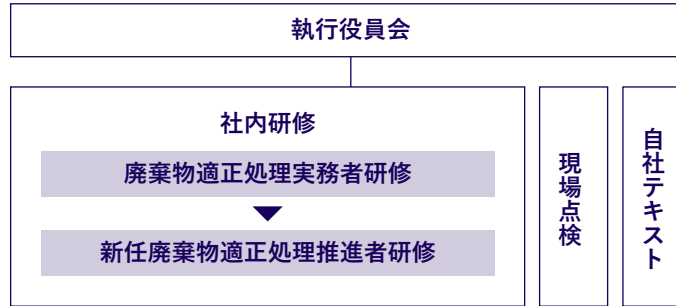 執行役員会
社内研修
廃棄物適正処理実務者研修
新任廃棄物適正処理推進者研修
現場点検
自社テキスト